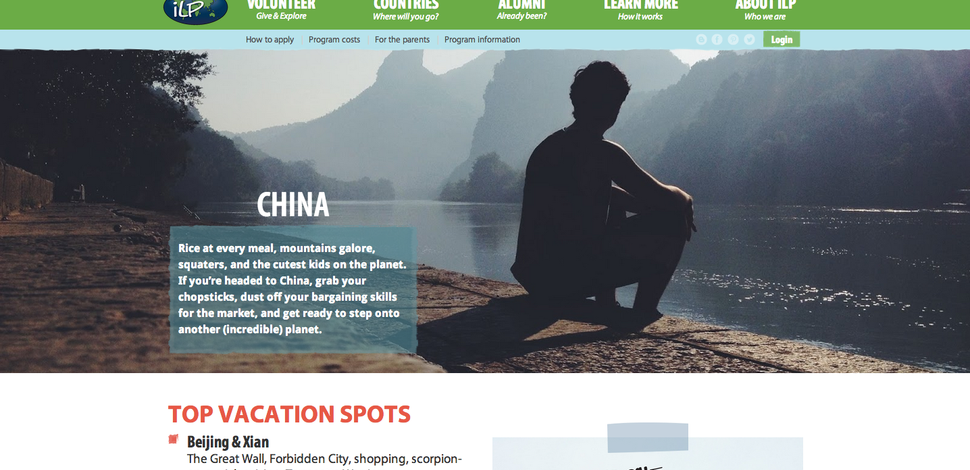 iLP
VOLUNTEER
Give & Explore
COUNTRIES
Where will you go?
ALUMNI
Already been?
LEARN MORE
How it works
ABOUT ILP
Who we are
How to apply
Program costs
For the parents
Program information
Login
CHINA
Rice at every meal, mountains galore,
squaters, and the cutest kids on the planet.
If you're headed to China, grab your
chopsticks, dust off your bargaining skills
for the market, and get ready to step onto
another (incredible) planet.
TOP VACATION SPOTS
Beijing & Xian
The Great Wall, Forbidden City, shopping, scorpion-